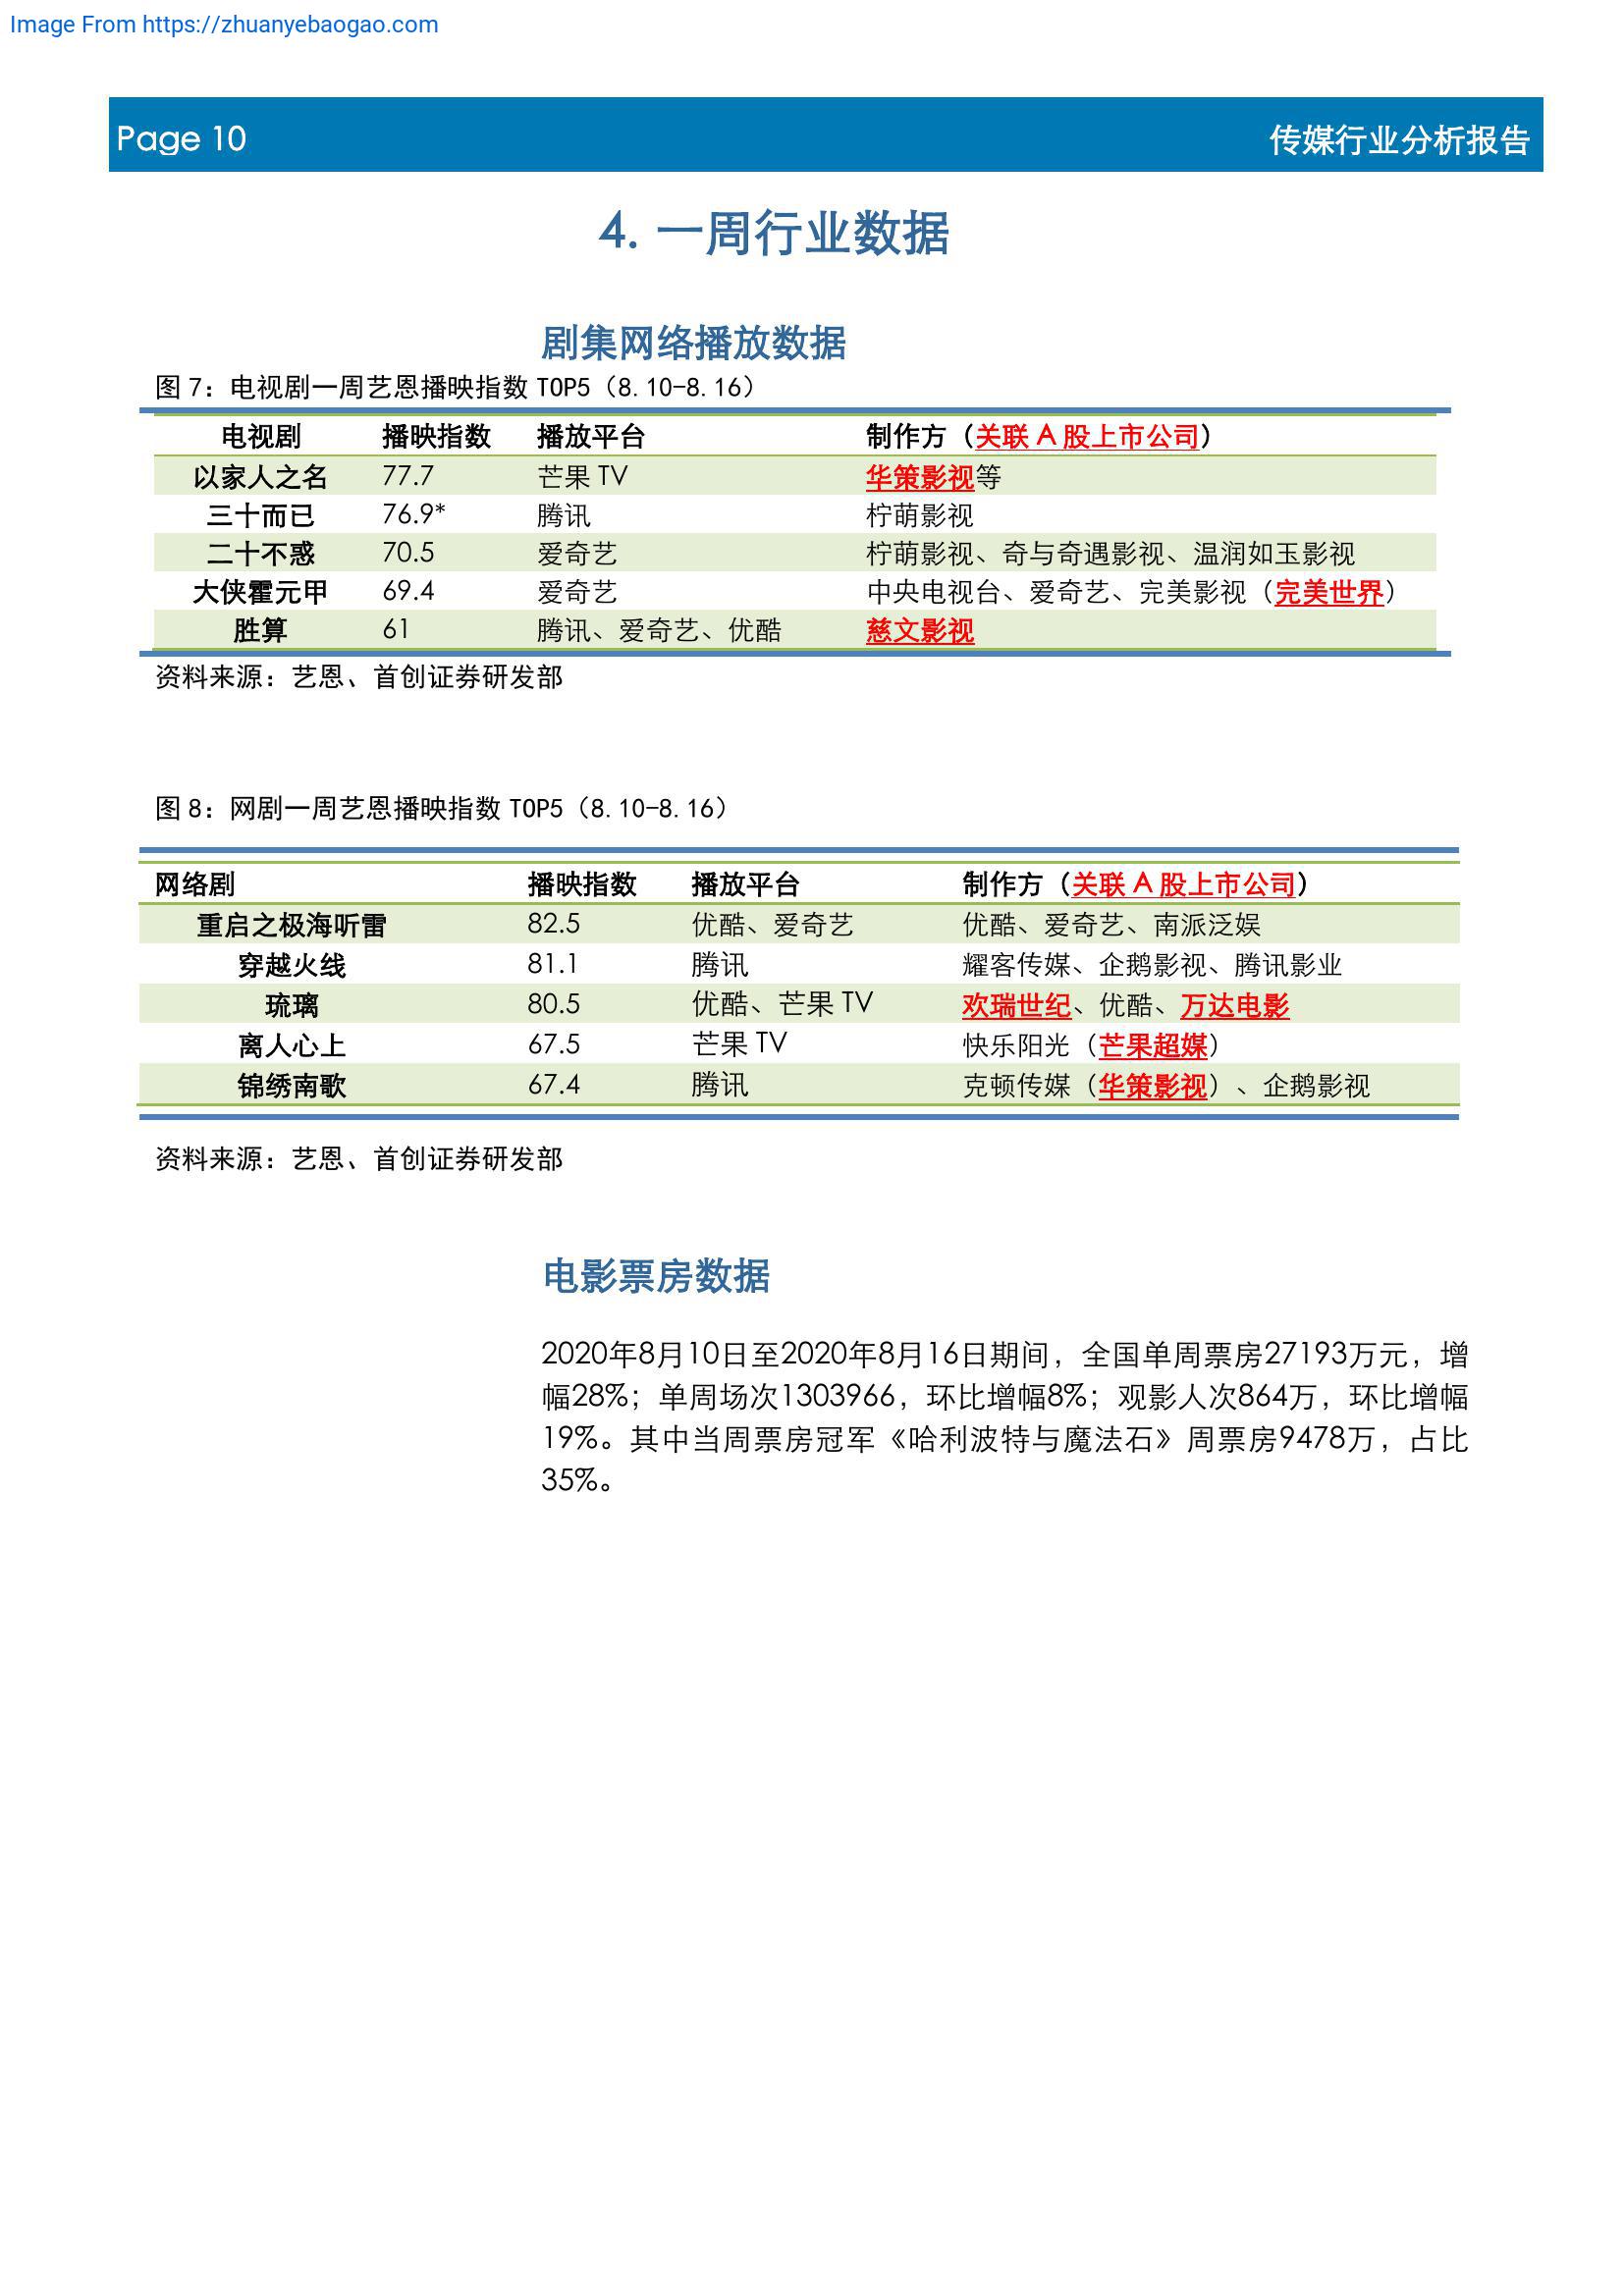 Image From https://zhuanyebaogao.com
Page 10 传媒行业分析报告
4. 一周行业数据
剧集网络播放数据
图 7：电视剧一周艺恩播映指数 TOP5（8.10-8.16）
电视剧 播映指数 播放平台 制作方（关联 A 股上市公司）
以家人之名 77.7 芒果 TV 华策影视等
三十而已 76.9* 腾讯 柠萌影视
二十不惑 70.5 爱奇艺 柠萌影视、奇与奇遇影视、温润如玉影视
大侠霍元甲 69.4 爱奇艺 中央电视台、爱奇艺、完美影视（完美世界）
胜算 61 腾讯、爱奇艺、优酷 慈文影视
资料来源：艺恩、首创证券研发部
图 8：网剧一周艺恩播映指数 TOP5（8.10-8.16）
网络剧 播映指数 播放平台 制作方（关联 A 股上市公司）
重启之极海听雷 82.5 优酷、爱奇艺 优酷、爱奇艺、南派泛娱
穿越火线 81.1 腾讯 耀客传媒、企鹅影视、腾讯影业
琉璃 80.5 优酷、芒果 TV 欢瑞世纪、优酷、万达电影
离人心上 67.5 芒果 TV 快乐阳光（芒果超媒）
锦绣南歌 67.4 腾讯 克顿传媒（华策影视）、企鹅影视
资料来源：艺恩、首创证券研发部
电影票房数据
2020年8月10日至2020年8月16日期间，全国单周票房27193万元，增
幅28%；单周场次1303966，环比增幅8%；观影人次864万，环比增幅
19%。其中当周票房冠军《哈利波特与魔法石》周票房9478万，占比
35%。